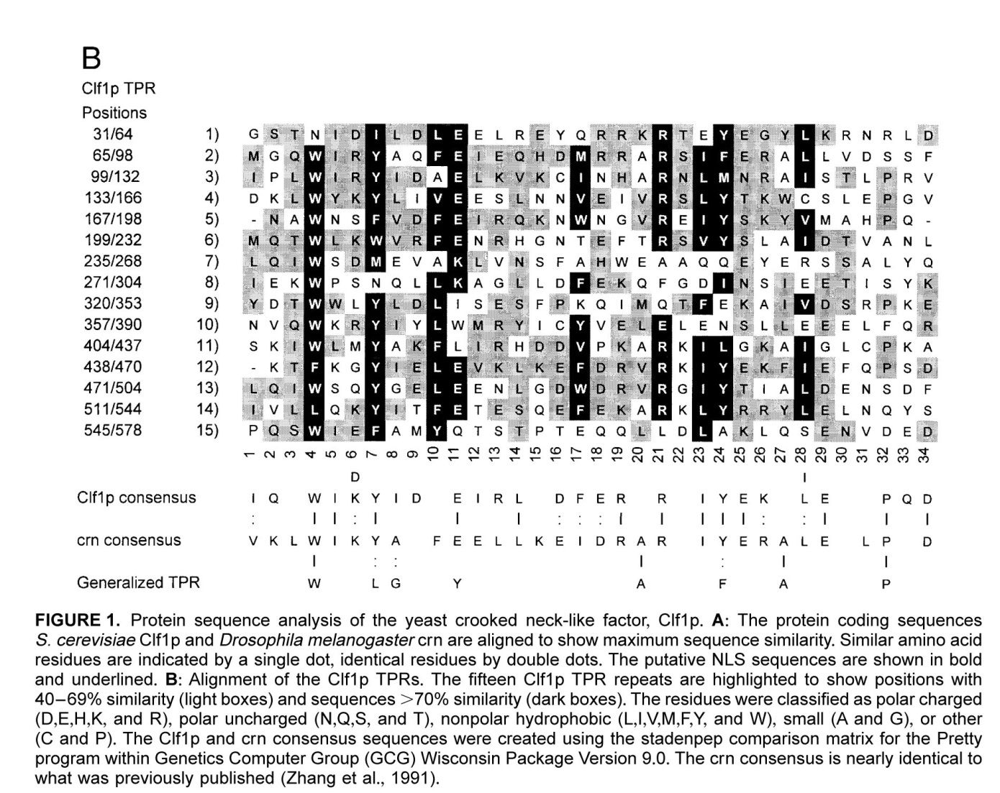 B
Clf1p TPR
Positions
31/64 1) G S T N I D I L D L E E L R E Y Q R R K R T E Y E G Y L K R N R L D
65/98 2) M G Q W I R Y A Q F E I E Q H D M R R A R S I F E R A L L V D S S F
99/132 3) I P L W I R Y I D A E L K V K C I N H A R N L M N R A I S T L P R V
133/166 4) D K L W Y K Y L I V E E S L N N V E I V R S L Y T K W C S L E P G V
167/198 5) - N A W N S F V D F E I R Q K N W N G V R E I Y S K Y V M A H P Q -
199/232 6) M Q T W L K W V R F E N R H G N T E F T R S V Y S L A I D T V A N L
235/268 7) L Q I W S D M E V A K L V N S F A H W E A A Q Q E Y E R S S A L Y Q
271/304 8) I E K W P S N Q L L K A G L L D F E K Q F G D I N S I E E T I S Y K
320/353 9) Y D T W W L Y L D L I S E S F P K Q I M Q T F E K A I V D S R P K E
357/390 10) N V Q W K R Y I Y L W M R Y I C Y V E L E L E N S L L E E E L F Q R
404/437 11) S K I W L M Y A K F L I R H D D V P K A R K I L G K A I G L C P K A
438/470 12) - K T F K G Y I E L E V K L K E F D R V R K I Y E K F I E F Q P S D
471/504 13) L Q I W S Q Y G E L E E N L G D W D R V R G I Y T I A L D E N S D F
511/544 14) I V L L Q K Y I T F E T E S Q E F E K A R K L Y R R Y L E L N Q Y S
545/578 15) P Q S W I E F A M Y Q T S T P T E Q Q L L D L A K L Q S E N V D E D
1 2 3 4 5 6 7 8 9 10 11 12 13 14 15 16 17 18 19 20 21 22 23 24 25 26 27 28 29 30 31 32 33 34
D I
Clf1p consensus I Q W I K Y I D E I R L D F E R R I Y E K L E P Q D
: I I : I I I : : : I I I I I : : I I I
crn consensus V K L W I K Y A F E E L L K E I D R A R I Y E R A L E L P D
I : : I : I I
Generalized TPR W L G Y A F A P
FIGURE 1. Protein sequence analysis of the yeast crooked neck-like factor, Clf1p. A: The protein coding sequences
S. cerevisiae Clf1p and Drosophila melanogaster crn are aligned to show maximum sequence similarity. Similar amino acid
residues are indicated by a single dot, identical residues by double dots. The putative NLS sequences are shown in bold
and underlined. B: Alignment of the Clf1p TPRs. The fifteen Clf1p TPR repeats are highlighted to show positions with
40–69% similarity (light boxes) and sequences >70% similarity (dark boxes). The residues were classified as polar charged
(D,E,H,K, and R), polar uncharged (N,Q,S, and T), nonpolar hydrophobic (L,I,V,M,F,Y, and W), small (A and G), or other
(C and P). The Clf1p and crn consensus sequences were created using the stadenpep comparison matrix for the Pretty
program within Genetics Computer Group (GCG) Wisconsin Package Version 9.0. The crn consensus is nearly identical to
what was previously published (Zhang et al., 1991).